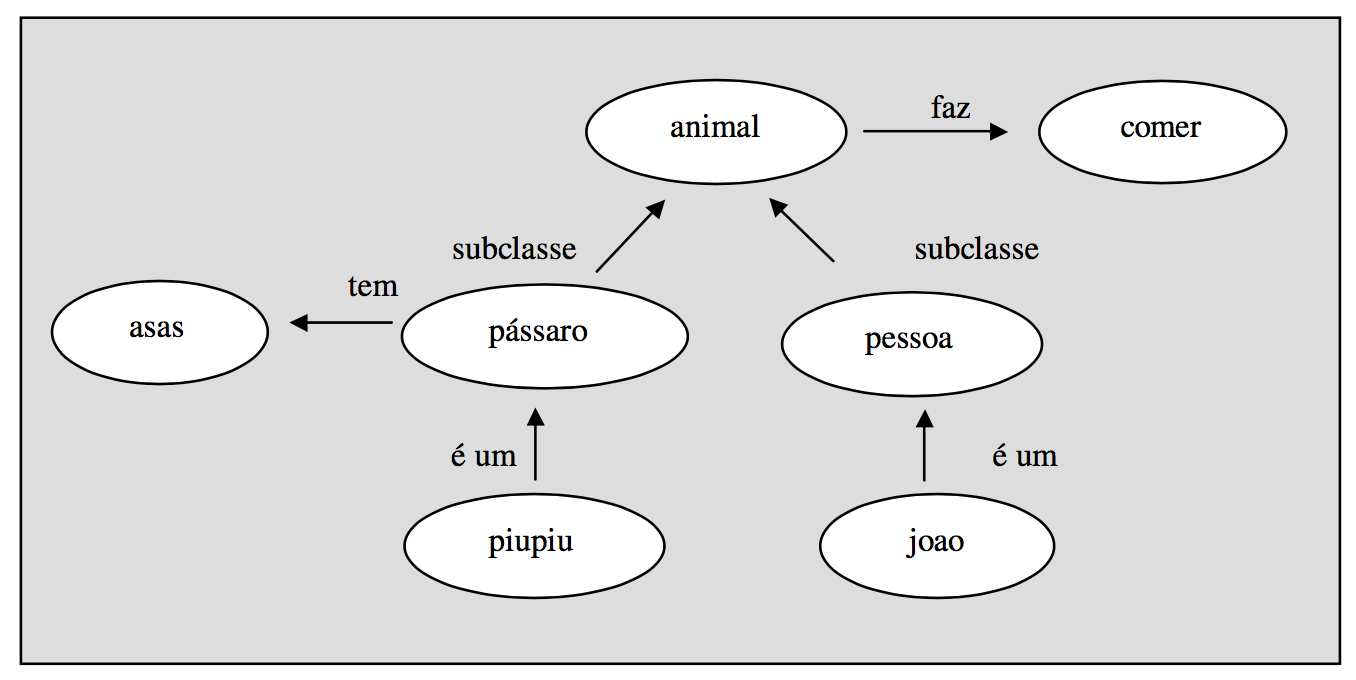 faz
animal
comer
subclasse
subclasse
tem
asas
pássaro
pessoa
é um
é um
piupiu
joao